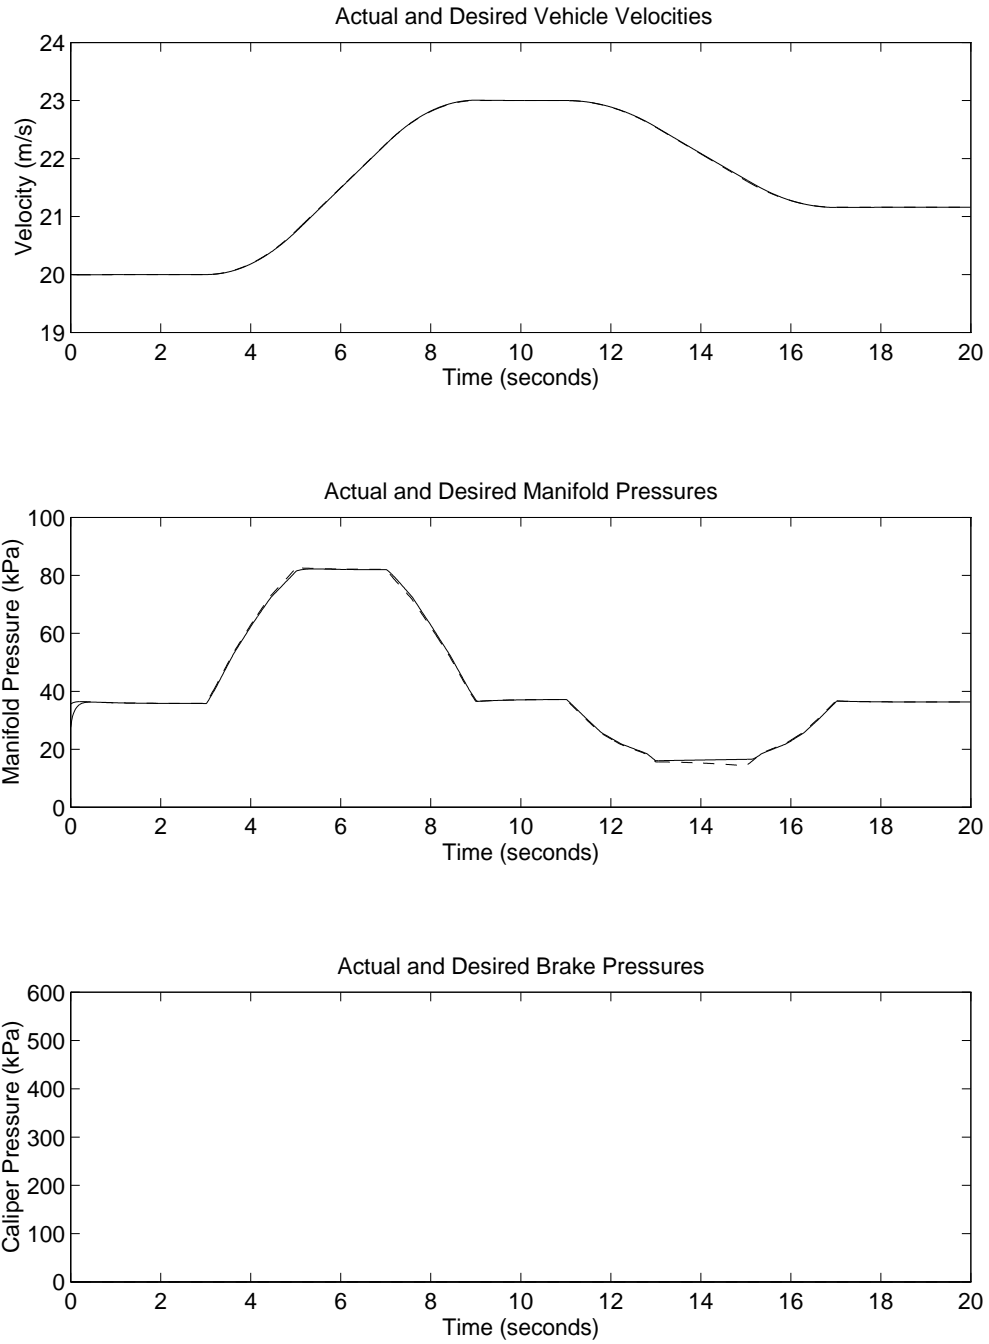 Actual and Desired Vehicle Velocities
24
23
22
21
20
19
Velocity (m/s)
0 2 4 6 8 10 12 14 16 18 20
Time (seconds)
Actual and Desired Manifold Pressures
100
80
60
40
20
0
Manifold Pressure (kPa)
0 2 4 6 8 10 12 14 16 18 20
Time (seconds)
Actual and Desired Brake Pressures
600
500
400
300
200
100
0
Caliper Pressure (kPa)
0 2 4 6 8 10 12 14 16 18 20
Time (seconds)